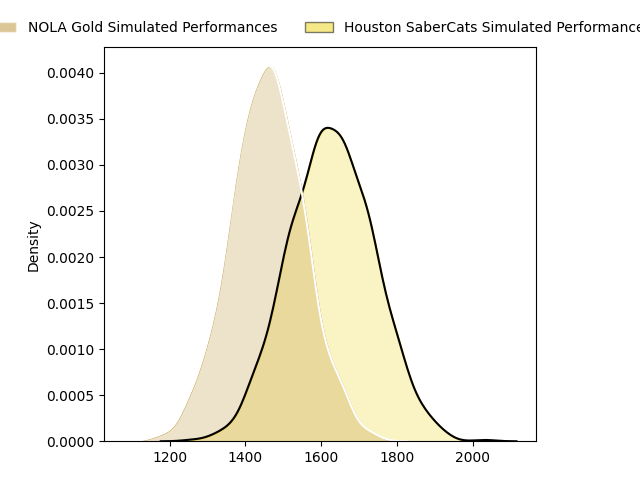 NOLA Gold Simulated Performances
Houston SaberCats Simulated Performance
0.0040
0.0035
0.0030
0.0025
0.0020
0.0015
0.0010
0.0005
0.0000
Density
1200 1400 1600 1800 2000